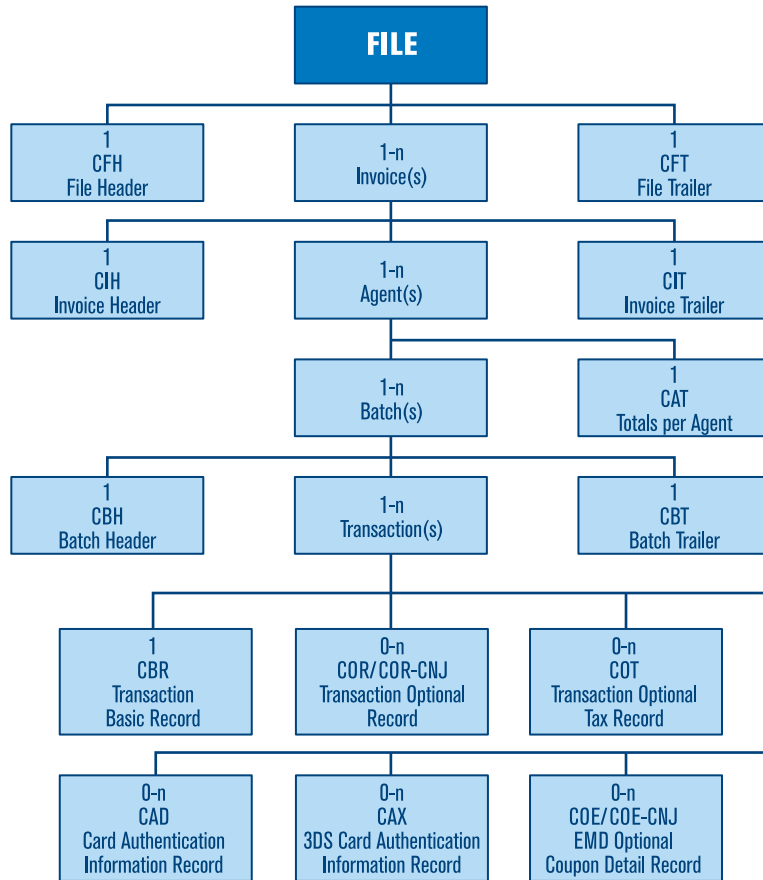 FILE
1
CFH
File Header
1-n
Invoice(s)
1
CFT
File Trailer
1
CIH
Invoice Header
1-n
Agent(s)
1
CIT
Invoice Trailer
1-n
Batch(s)
1
CAT
Totals per Agent
1
CBH
Batch Header
1-n
Transaction(s)
1
CBT
Batch Trailer
1
CBR
Transaction
Basic Record
0-n
COR/COR-CNJ
Transaction Optional
Record
0-n
COT
Transaction Optional
Tax Record
0-n
CAD
Card Authentication
Information Record
0-n
CAX
3DS Card Authentication
Information Record
0-n
COE/COE-CNJ
EMD Optional
Coupon Detail Record